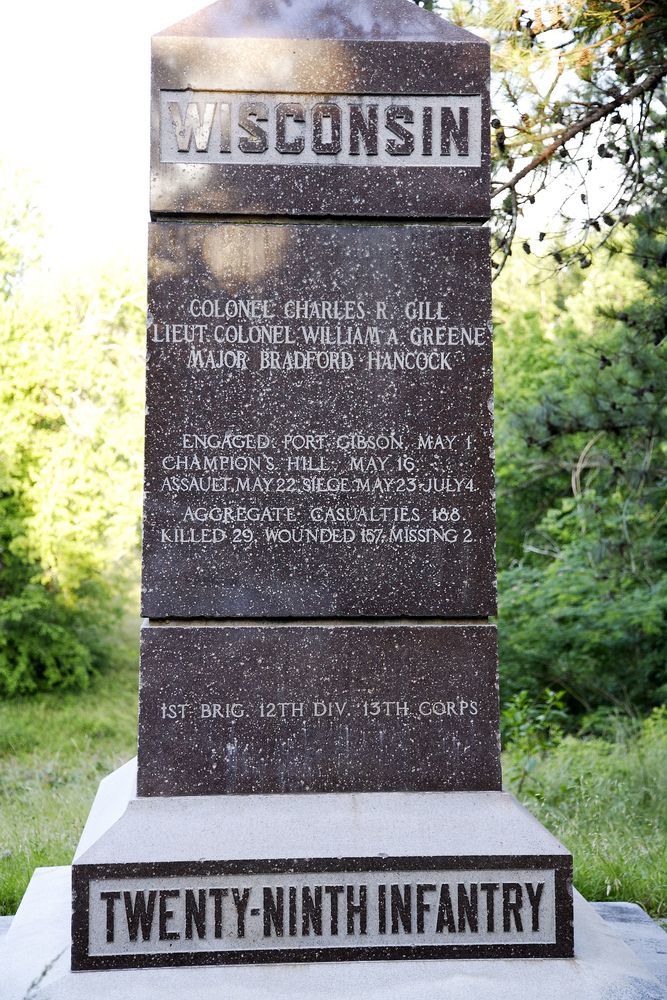 WISCONSIN
COLONEL CHARLES R. GILL
LIEUT. COLONEL WILLIAM A. GREENE
MAJOR BRADFORD HANCOCK
ENGAGED: PORT GIBSON, MAY 1.
CHAMPION'S HILL, MAY 16.
ASSAULT, MAY 22, SIEGE, MAY 23-JULY 4.
AGGREGATE CASUALTIES 188.
KILLED 29, WOUNDED 157, MISSING 2.
1ST BRIG. 12TH DIV. 13TH CORPS
TWENTY-NINTH INFANTRY